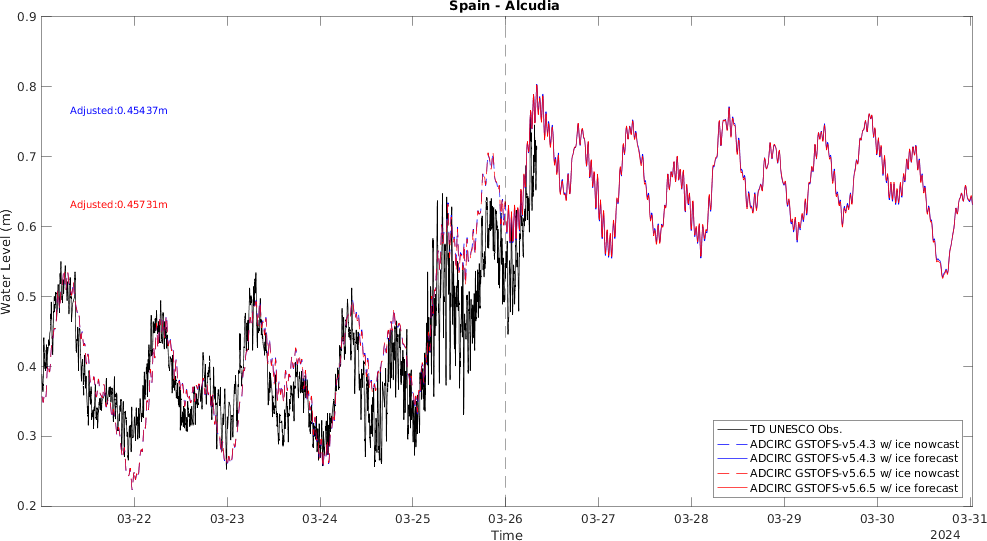 Spain - Alcudia
0.9
0.8
0.7
0.6
0.5
0.4
0.3
0.2
Water Level (m)
Adjusted:0.45437m
Adjusted:0.45731m
TD UNESCO Obs.
ADCIRC GSTOFS-v5.4.3 w/ ice nowcast
ADCIRC GSTOFS-v5.4.3 w/ ice forecast
ADCIRC GSTOFS-v5.6.5 w/ ice nowcast
ADCIRC GSTOFS-v5.6.5 w/ ice forecast
03-22 03-23 03-24 03-25 03-26 03-27 03-28 03-29 03-30 03-31
Time
2024